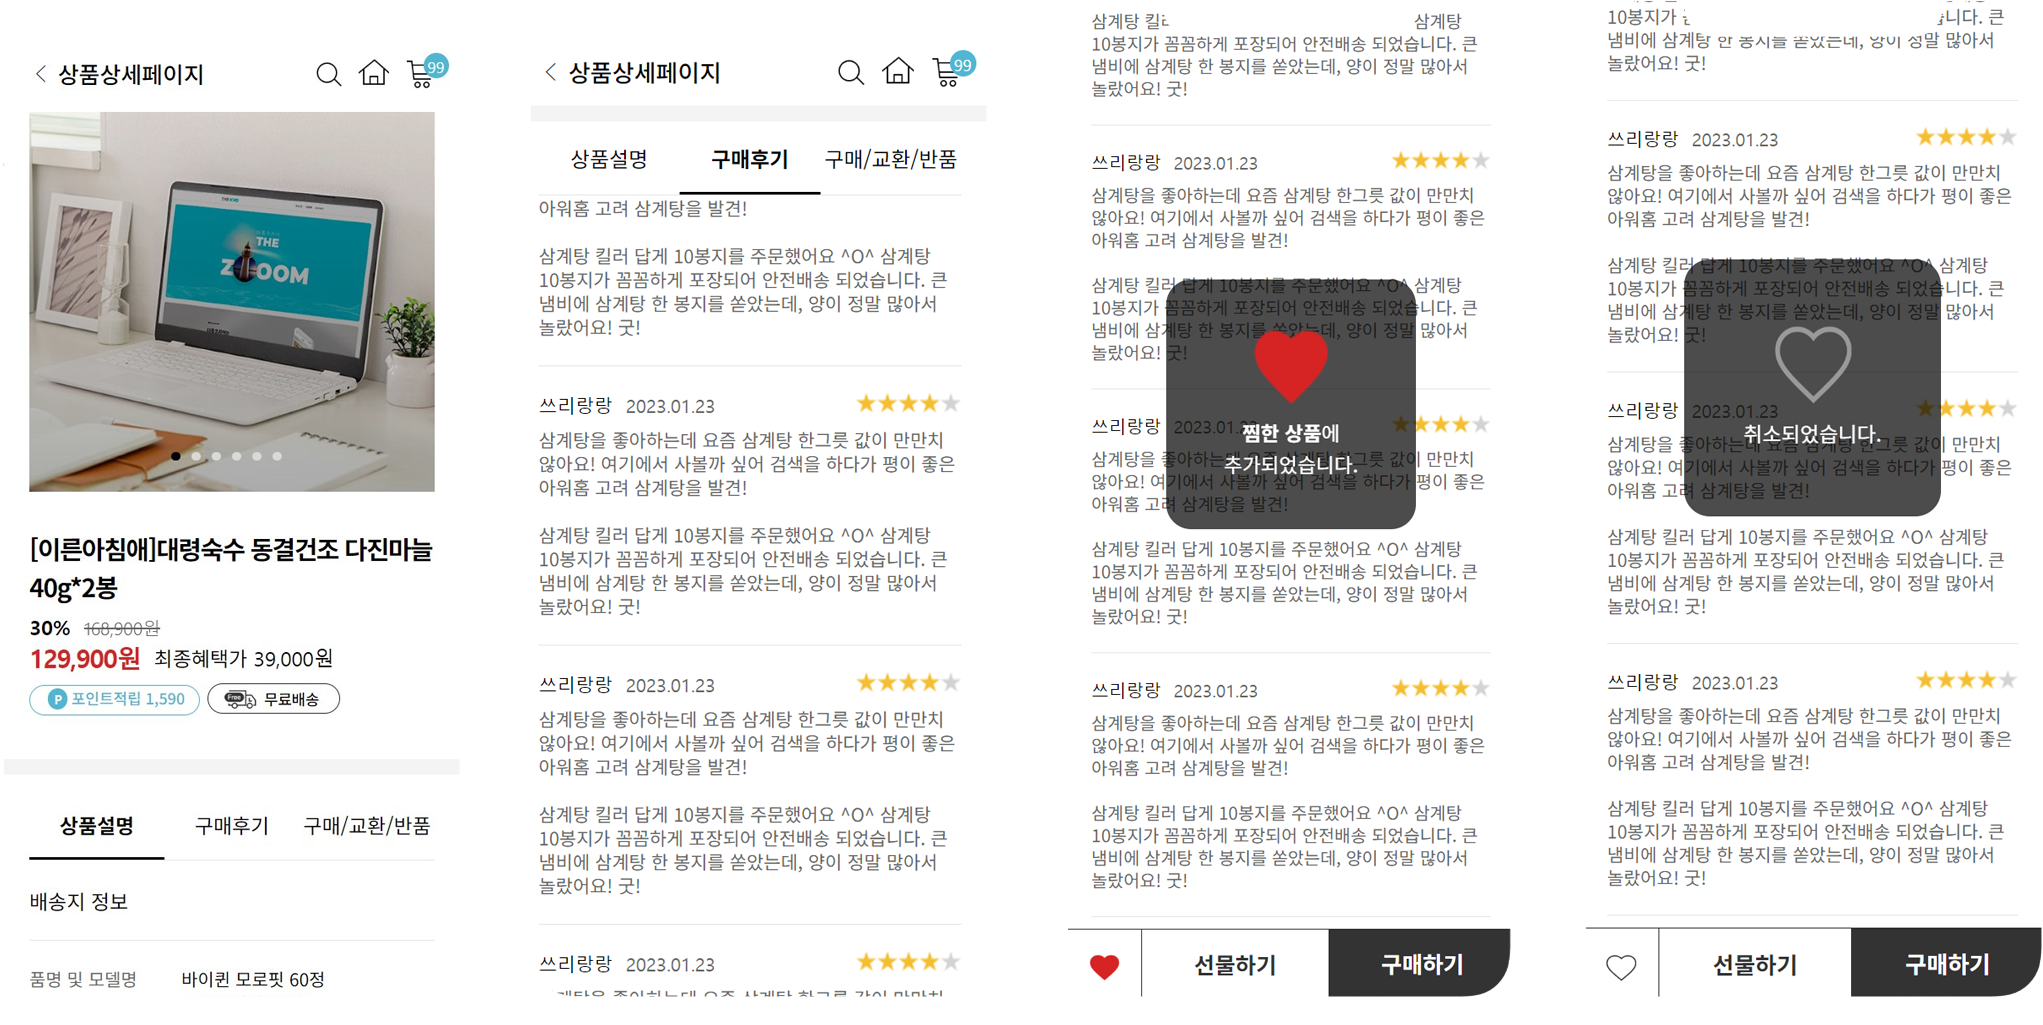 상품상세페이지
99
THE
ZOOM
[이른아침애]대령숙수 동결건조 다진마늘
40g*2봉
30% 168,900원
129,900원 최종혜택가 39,000원
P 포인트적립 1,590
Free 무료배송
상품설명 구매후기 구매/교환/반품
배송지 정보
품명 및 모델명 바이퀸 모로핏 60정
상품상세페이지
99
상품설명 구매후기 구매/교환/반품
아워홈 고려 삼계탕을 발견!
삼계탕 킬러 답게 10봉지를 주문했어요 ^O^ 삼계탕
10봉지가 꼼꼼하게 포장되어 안전배송 되었습니다. 큰
냄비에 삼계탕 한 봉지를 쏟았는데, 양이 정말 많아서
놀랐어요! 굿!
쓰리랑랑 2023.01.23
삼계탕을 좋아하는데 요즘 삼계탕 한그릇 값이 만만치
않아요! 여기에서 사볼까 싶어 검색을 하다가 평이 좋은
아워홈 고려 삼계탕을 발견!
삼계탕 킬러 답게 10봉지를 주문했어요 ^O^ 삼계탕
10봉지가 꼼꼼하게 포장되어 안전배송 되었습니다. 큰
냄비에 삼계탕 한 봉지를 쏟았는데, 양이 정말 많아서
놀랐어요! 굿!
쓰리랑랑 2023.01.23
삼계탕을 좋아하는데 요즘 삼계탕 한그릇 값이 만만치
않아요! 여기에서 사볼까 싶어 검색을 하다가 평이 좋은
아워홈 고려 삼계탕을 발견!
삼계탕 킬러 답게 10봉지를 주문했어요 ^O^ 삼계탕
10봉지가 꼼꼼하게 포장되어 안전배송 되었습니다. 큰
냄비에 삼계탕 한 봉지를 쏟았는데, 양이 정말 많아서
놀랐어요! 굿!
쓰리랑랑 2023.01.23
삼계탕 삼계탕
10봉지가 꼼꼼하게 포장되어 안전배송 되었습니다. 큰
냄비에 삼계탕 한 봉지를 쏟았는데, 양이 정말 많아서
놀랐어요! 굿!
쓰리랑랑 2023.01.23
삼계탕을 좋아하는데 요즘 삼계탕 한그릇 값이 만만치
않아요! 여기에서 사볼까 싶어 검색을 하다가 평이 좋은
아워홈 고려 삼계탕을 발견!
삼계탕 킬러 답게 10봉지를 주문했어요 ^O^ 삼계탕
10봉지가 꼼꼼하게 포장되어 안전배송 되었습니다. 큰
냄비에 삼계탕 한 봉지를 쏟았는데, 양이 정말 많아서
놀랐어요! 굿!
쓰리랑랑 2023.01.23
찜한 상품에
추가되었습니다.
삼계탕을 좋아하는데 요즘 삼계탕 한그릇 값이 만만치
않아요! 여기에서 사볼까 싶어 검색을 하다가 평이 좋은
아워홈 고려 삼계탕을 발견!
삼계탕 킬러 답게 10봉지를 주문했어요 ^O^ 삼계탕
10봉지가 꼼꼼하게 포장되어 안전배송 되었습니다. 큰
냄비에 삼계탕 한 봉지를 쏟았는데, 양이 정말 많아서
놀랐어요! 굿!
쓰리랑랑 2023.01.23
삼계탕을 좋아하는데 요즘 삼계탕 한그릇 값이 만만치
않아요! 여기에서 사볼까 싶어 검색을 하다가 평이 좋은
아워홈 고려 삼계탕을 발견!
삼계탕 킬러 답게 10봉지를 주문했어요 ^O^ 삼계탕
10봉지가 꼼꼼하게 포장되어 안전배송 되었습니다. 큰
냄비에 삼계탕 한 봉지를 쏟았는데, 양이 정말 많아서
놀랐어요! 굿!
선물하기 구매하기
10봉지가 니다. 큰
냄비에 삼계탕 한 봉지를 쏟았는데, 양이 정말 많아서
놀랐어요! 굿!
쓰리랑랑 2023.01.23
삼계탕을 좋아하는데 요즘 삼계탕 한그릇 값이 만만치
않아요! 여기에서 사볼까 싶어 검색을 하다가 평이 좋은
아워홈 고려 삼계탕을 발견!
삼계탕 킬러 답게 10봉지를 주문했어요 ^O^ 삼계탕
10봉지가 꼼꼼하게 포장되어 안전배송 되었습니다. 큰
냄비에 삼계탕 한 봉지를 쏟았는데, 양이 정말 많아서
놀랐어요! 굿!
쓰리랑랑 2023.01.23
취소되었습니다.
삼계탕을 좋아하는데 요즘 삼계탕 한그릇 값이 만만치
않아요! 여기에서 사볼까 싶어 검색을 하다가 평이 좋은
아워홈 고려 삼계탕을 발견!
삼계탕 킬러 답게 10봉지를 주문했어요 ^O^ 삼계탕
10봉지가 꼼꼼하게 포장되어 안전배송 되었습니다. 큰
냄비에 삼계탕 한 봉지를 쏟았는데, 양이 정말 많아서
놀랐어요! 굿!
쓰리랑랑 2023.01.23
삼계탕을 좋아하는데 요즘 삼계탕 한그릇 값이 만만치
않아요! 여기에서 사볼까 싶어 검색을 하다가 평이 좋은
아워홈 고려 삼계탕을 발견!
삼계탕 킬러 답게 10봉지를 주문했어요 ^O^ 삼계탕
10봉지가 꼼꼼하게 포장되어 안전배송 되었습니다. 큰
냄비에 삼계탕 한 봉지를 쏟았는데, 양이 정말 많아서
놀랐어요! 굿!
선물하기 구매하기